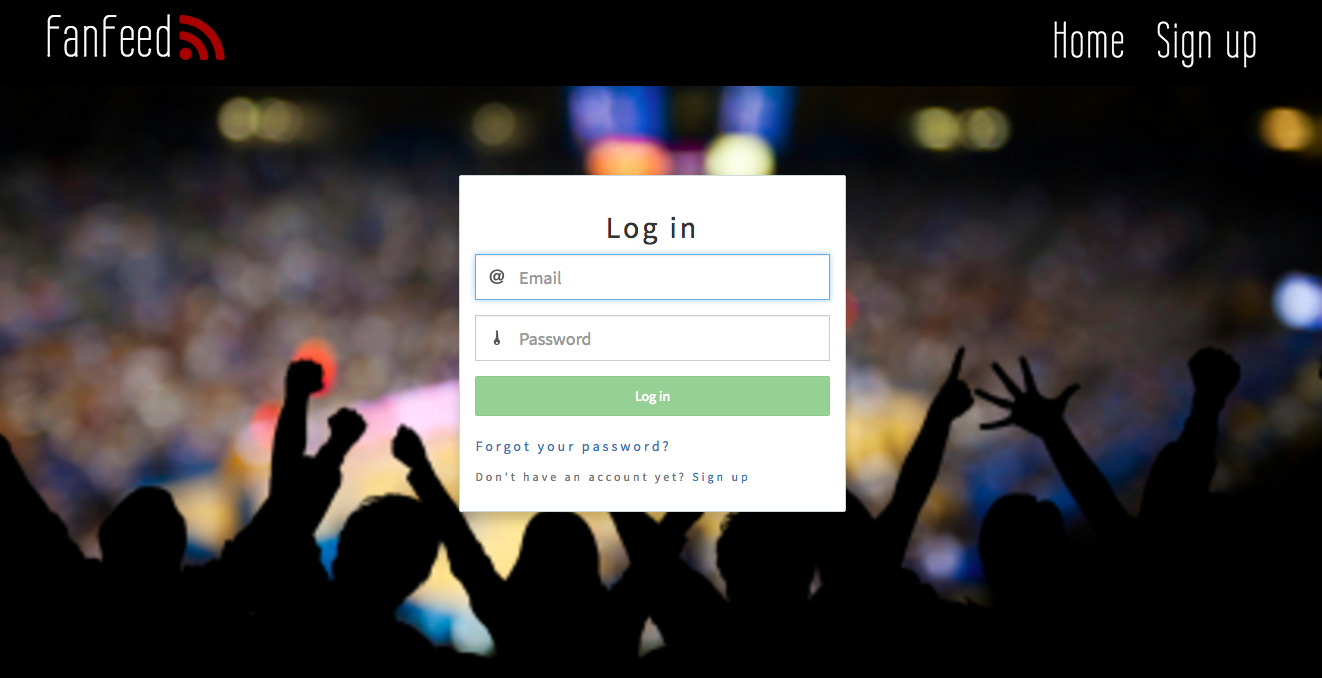 FanFeed
Home Sign up
Log in
@ Email
Password
Log in
Forgot your password?
Don't have an account yet? Sign up